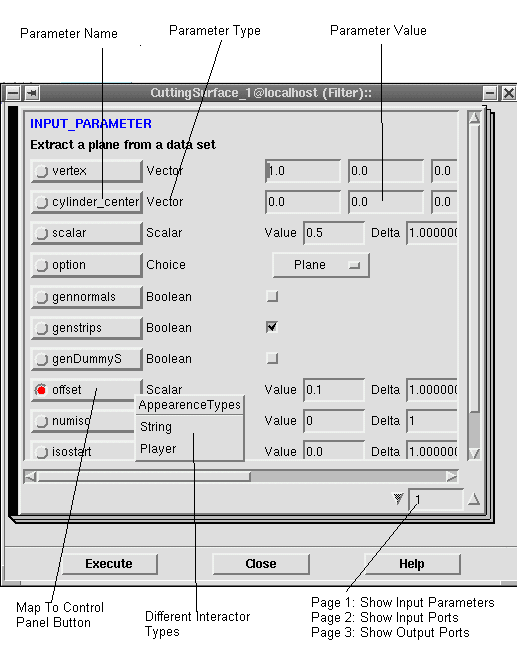 Parameter Name
Parameter Type
Parameter Value
CuttingSurface_1@localhost (Filter)::
INPUT_PARAMETER
Extract a plane from a data set
vertex Vector 1.0 0.0 0.0
cylinder_center Vector 0.0 0.0 0.0
scalar Scalar Value 0.5 Delta 1.000000
option Choice Plane
gennormals Boolean
genstrips Boolean
genDummyS Boolean
offset Scalar Value 0.1 Delta 1.000000
AppearenceTypes
numiso Value 0 Delta 1
String
Player
isostart Value 0.0 Delta 1.000000
1
Execute Close Help
Map To Control
Panel Button
Different Interactor
Types
Page 1: Show Input Parameters
Page 2: Show Input Ports
Page 3: Show Output Ports